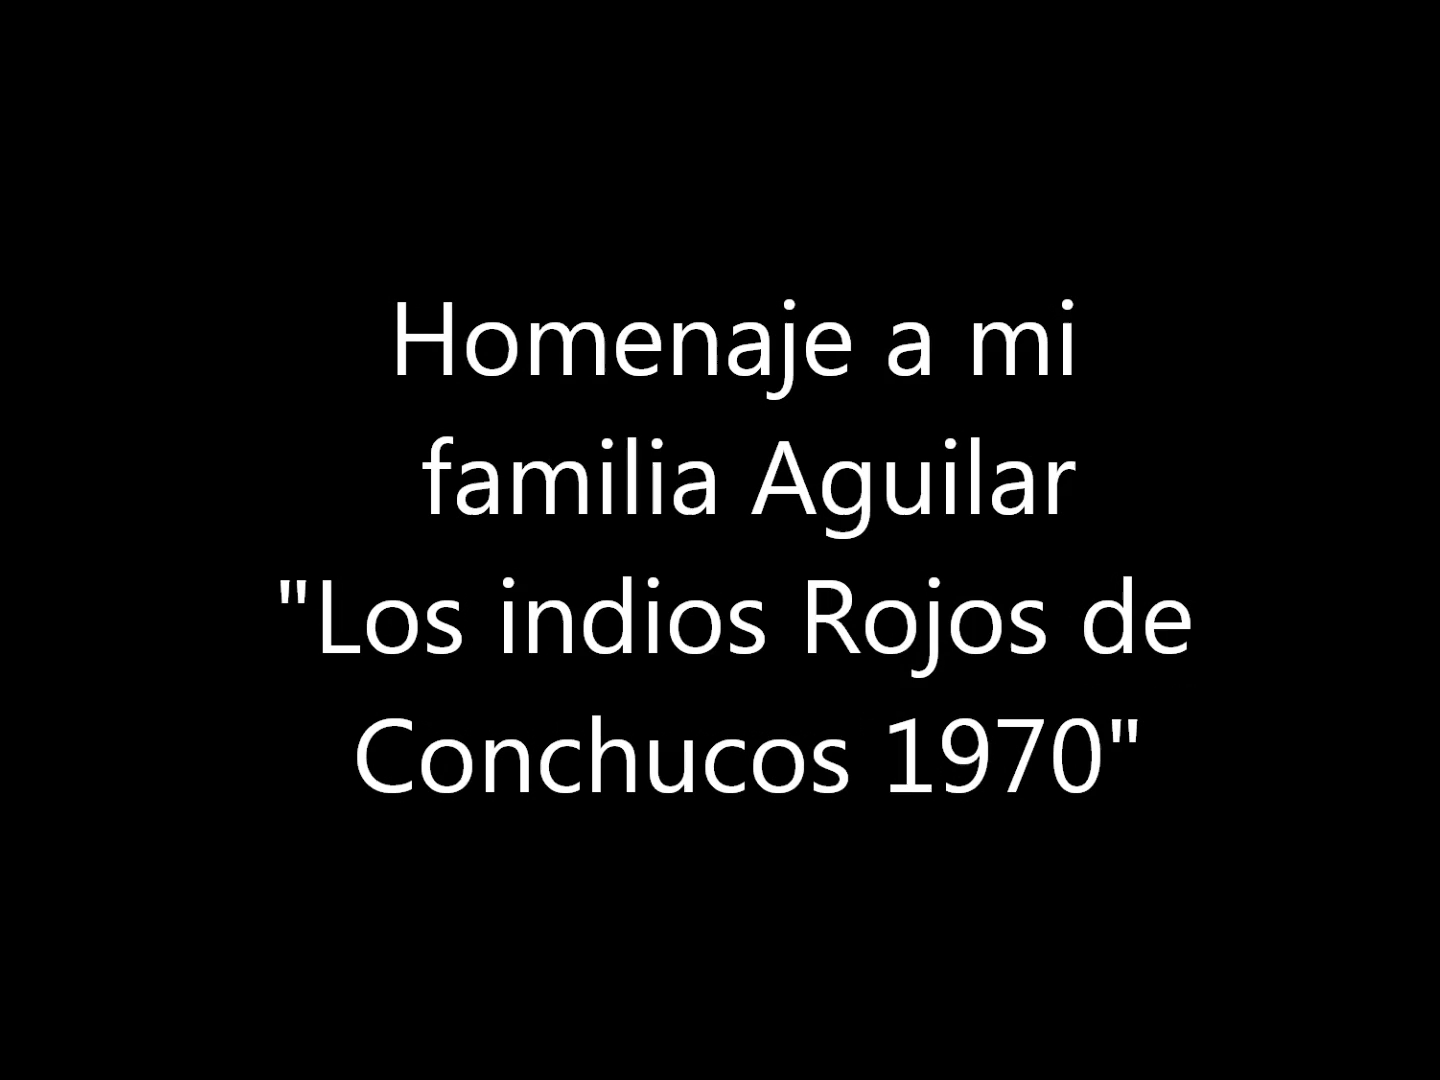 Homenaje a mi
familia Aguilar
"Los indios Rojos de
Conchucos 1970"